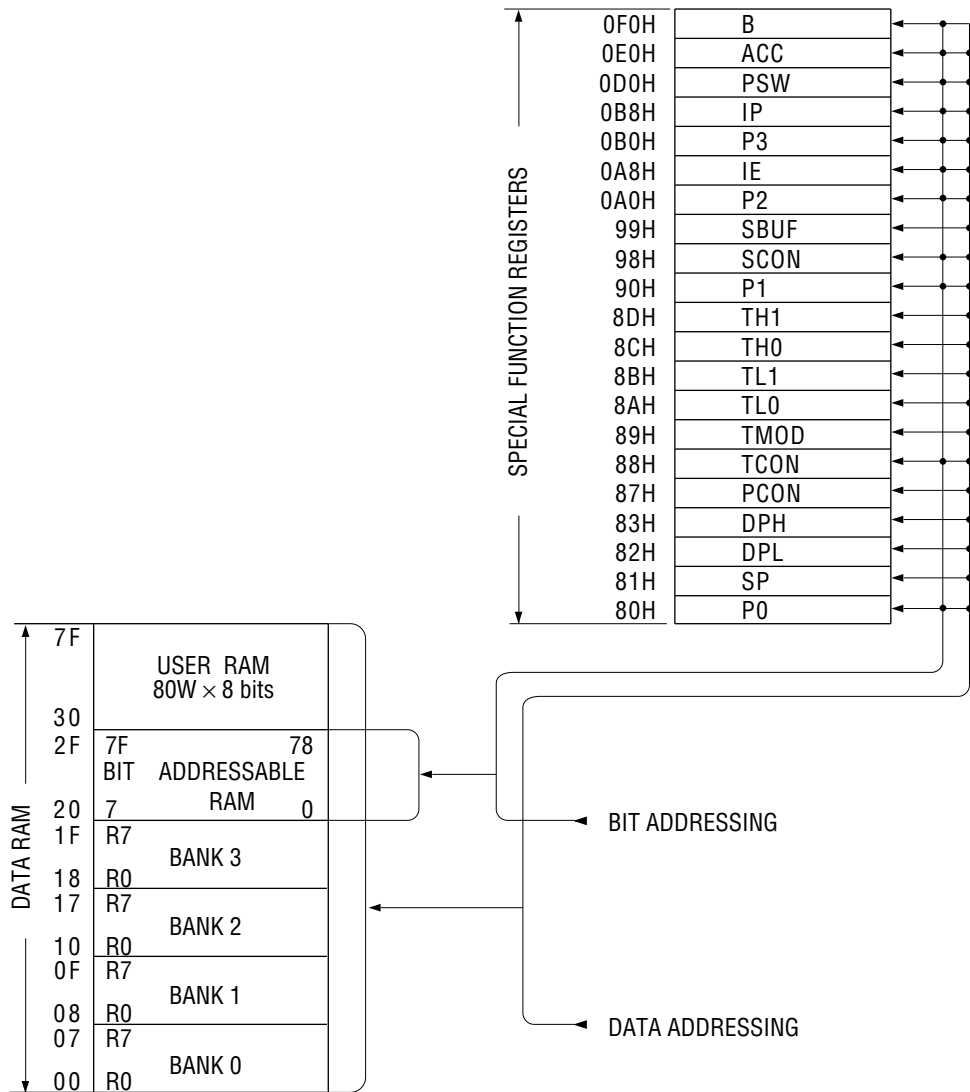 0F0H B
0E0H ACC
0D0H PSW
0B8H IP
0B0H P3
0A8H IE
0A0H P2
99H SBUF
98H SCON
90H P1
8DH TH1
8CH TH0
8BH TL1
8AH TL0
89H TMOD
88H TCON
87H PCON
83H DPH
82H DPL
81H SP
80H P0
SPECIAL FUNCTION REGISTERS
7F
USER RAM
80W × 8 bits
30
2F 7F 78
BIT ADDRESSABLE
RAM
20 7 0
1F R7
BANK 3
18 R0
17 R7
BANK 2
10 R0
0F R7
BANK 1
08 R0
07 R7
BANK 0
00 R0
DATA RAM
BIT ADDRESSING
DATA ADDRESSING